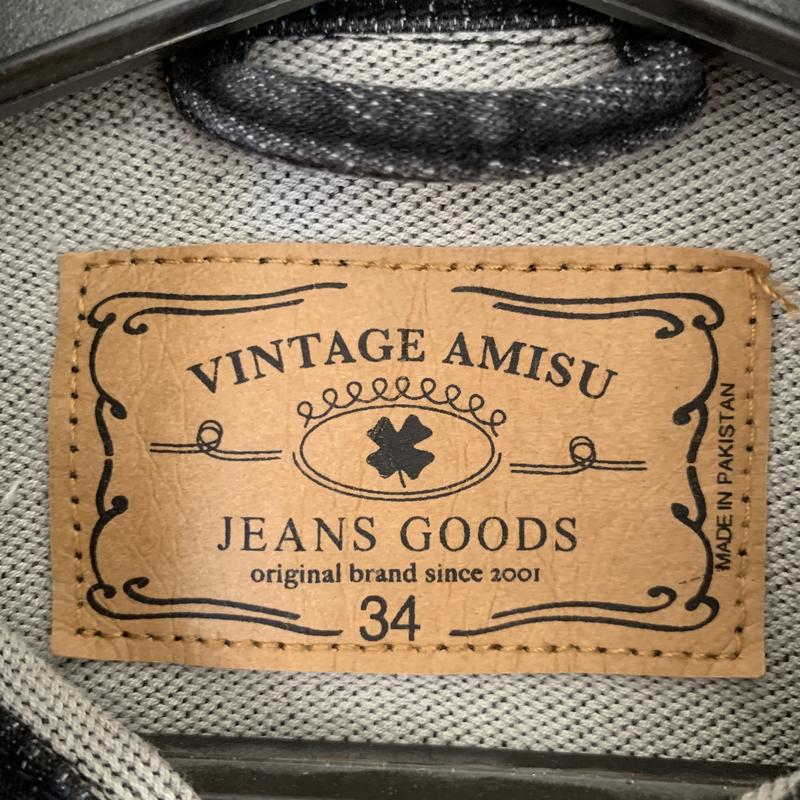 VINTAGE AMISU
JEANS GOODS
original brand since 2001
34
MADE IN PAKISTAN